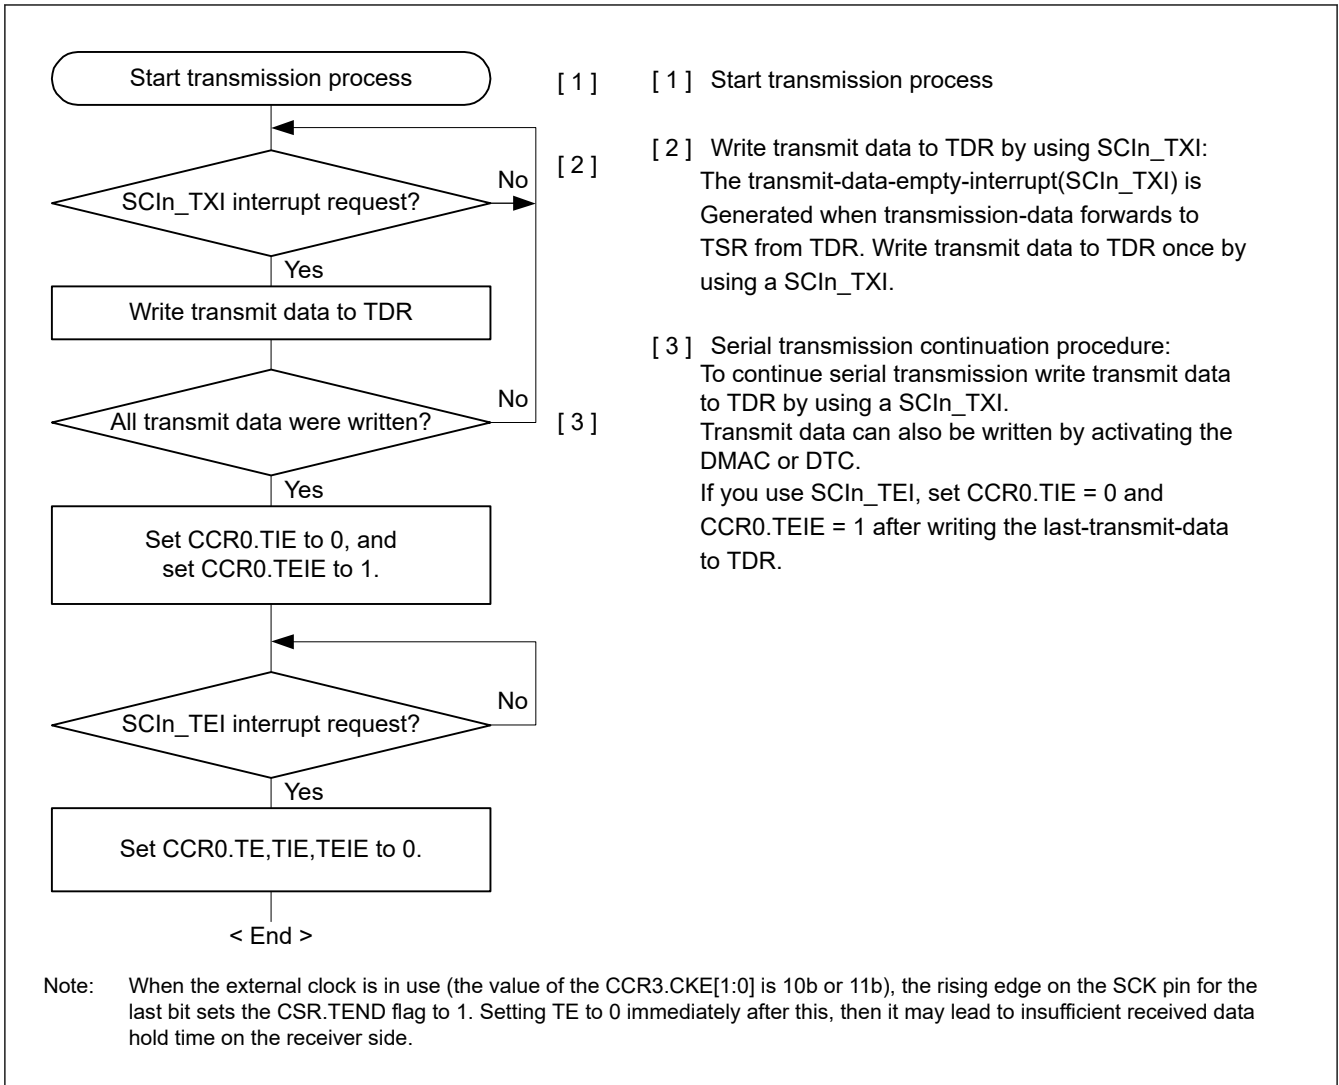 Start transmission process
[ 1 ]
[ 1 ] Start transmission process
[ 2 ]
[ 2 ] Write transmit data to TDR by using SCIn_TXI:
The transmit-data-empty-interrupt(SCIn_TXI) is
Generated when transmission-data forwards to
TSR from TDR. Write transmit data to TDR once by
using a SCIn_TXI.
SCIn_TXI interrupt request?
No
Yes
Write transmit data to TDR
All transmit data were written?
No
[ 3 ]
[ 3 ] Serial transmission continuation procedure:
To continue serial transmission write transmit data
to TDR by using a SCIn_TXI.
Transmit data can also be written by activating the
DMAC or DTC.
If you use SCIn_TEI, set CCR0.TIE = 0 and
CCR0.TEIE = 1 after writing the last-transmit-data
to TDR.
Yes
Set CCR0.TIE to 0, and
set CCR0.TEIE to 1.
SCIn_TEI interrupt request?
No
Yes
Set CCR0.TE,TIE,TEIE to 0.
< End >
Note: When the external clock is in use (the value of the CCR3.CKE[1:0] is 10b or 11b), the rising edge on the SCK pin for the
last bit sets the CSR.TEND flag to 1. Setting TE to 0 immediately after this, then it may lead to insufficient received data
hold time on the receiver side.